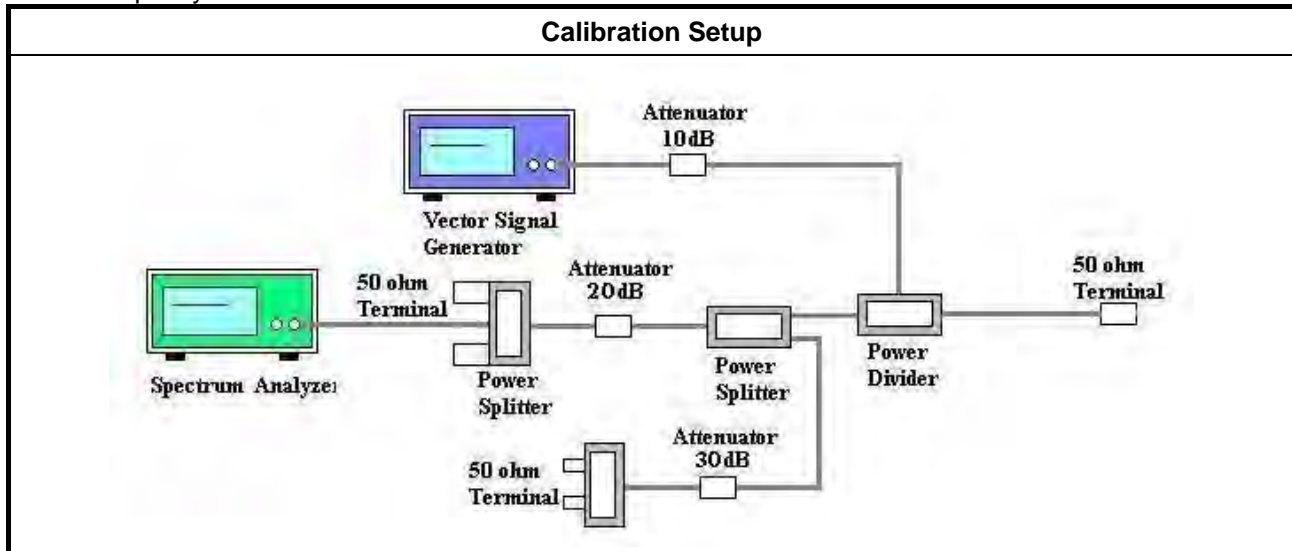 Calibration Setup
Attenuator
10dB
Vector Signal
Generator
50 ohm
Terminal
Attenuator
20dB
50 ohm
Terminal
Spectrum Analyzer
Power
Splitter
Power
Splitter
Power
Divider
Attenuator
30dB
50 ohm
Terminal